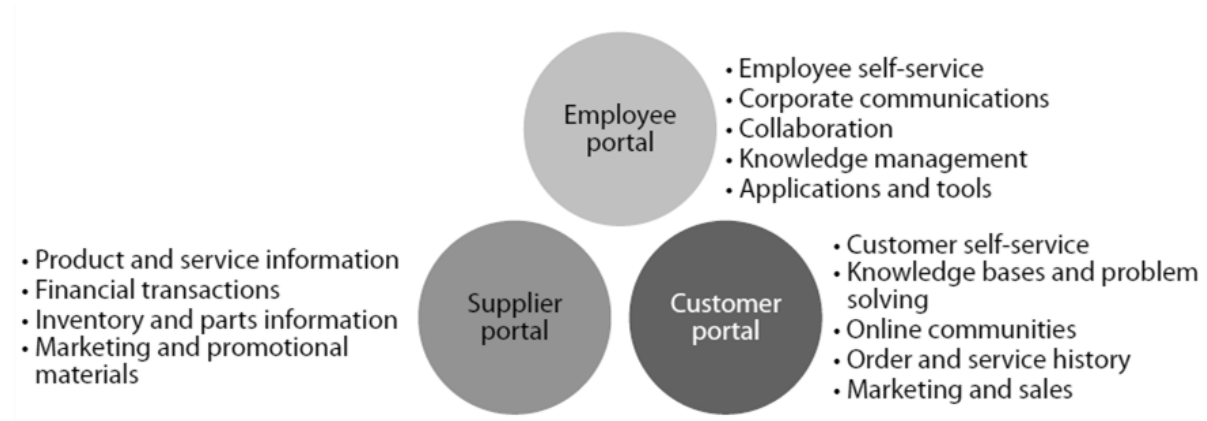 Employee
portal
• Employee self-service
• Corporate communications
• Collaboration
• Knowledge management
• Applications and tools
• Product and service information
• Financial transactions
• Inventory and parts information
• Marketing and promotional
materials
Supplier
portal
Customer
portal
• Customer self-service
• Knowledge bases and problem
solving
• Online communities
• Order and service history
• Marketing and sales